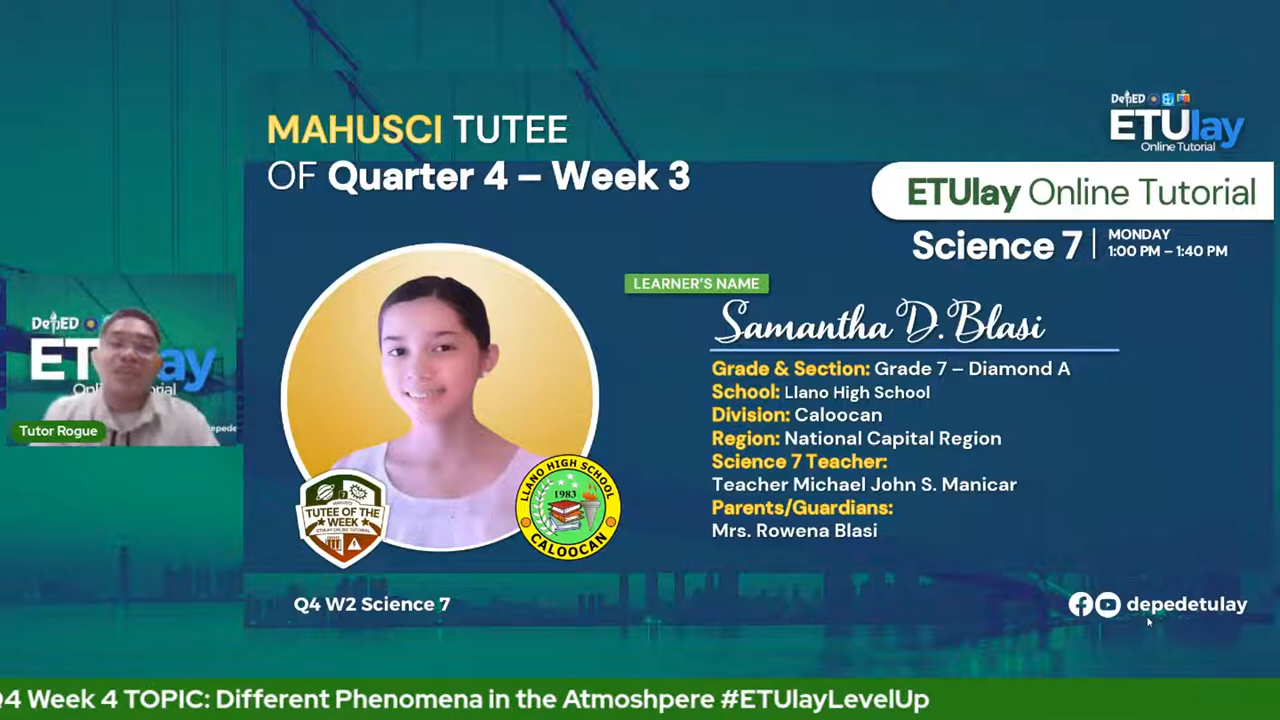 MAHUSCI TUTEE
OF Quarter 4 – Week 3
DepED
ETUlay
Online Tutorial
ETUlay Online Tutorial
Science 7
MONDAY
1:00 PM – 1:40 PM
LEARNER'S NAME
Samantha D. Blasi
Grade & Section: Grade 7 – Diamond A
School: Llano High School
Division: Caloocan
Region: National Capital Region
Science 7 Teacher:
Teacher Michael John S. Manicar
Parents/Guardians:
Mrs. Rowena Blasi
DepED
Tutor Rogue
TUTEE OF THE
WEEK
ETULAY ONLINE TUTORIAL
LLANO HIGH SCHOOL
1983
CALOOCAN
Q4 W2 Science 7
depedetulay
Q4 Week 4 TOPIC: Different Phenomena in the Atmoshpere #ETUlayLevelUp